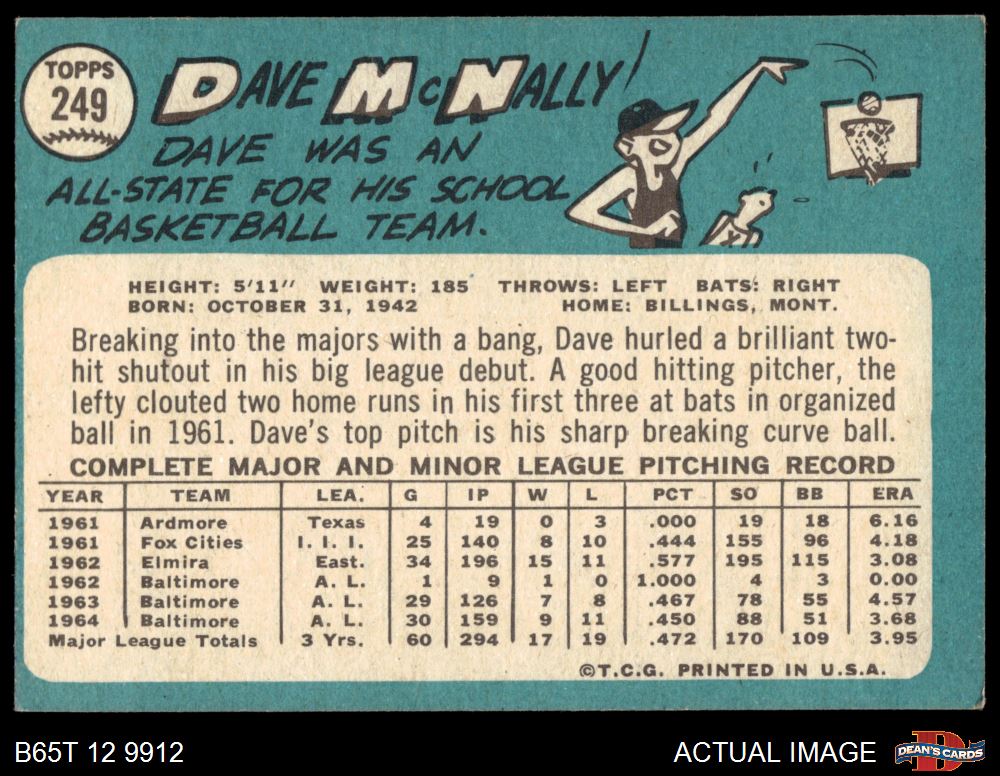 TOPPS
249
DAVE McNALLY
DAVE WAS AN
ALL-STATE FOR HIS SCHOOL
BASKETBALL TEAM.
HEIGHT: 5'11" WEIGHT: 185 THROWS: LEFT BATS: RIGHT
BORN: OCTOBER 31, 1942 HOME: BILLINGS, MONT.
Breaking into the majors with a bang, Dave hurled a brilliant two-
hit shutout in his big league debut. A good hitting pitcher, the
lefty clouted two home runs in his first three at bats in organized
ball in 1961. Dave's top pitch is his sharp breaking curve ball.
COMPLETE MAJOR AND MINOR LEAGUE PITCHING RECORD
YEAR TEAM LEA. G IP W L PCT SO BB ERA
1961 Ardmore Texas 4 19 0 3 .000 19 18 6.16
1961 Fox Cities I. I. I. 25 140 8 10 .444 155 96 4.18
1962 Elmira East. 34 196 15 11 .577 195 115 3.08
1962 Baltimore A. L. 1 9 1 0 1.000 4 3 0.00
1963 Baltimore A. L. 29 126 7 8 .467 78 55 4.57
1964 Baltimore A. L. 30 159 9 11 .450 88 51 3.68
Major League Totals 3 Yrs. 60 294 17 19 .472 170 109 3.95
©T.C.G. PRINTED IN U.S.A.
B65T 12 9912 ACTUAL IMAGE D DEAN'S CARDS